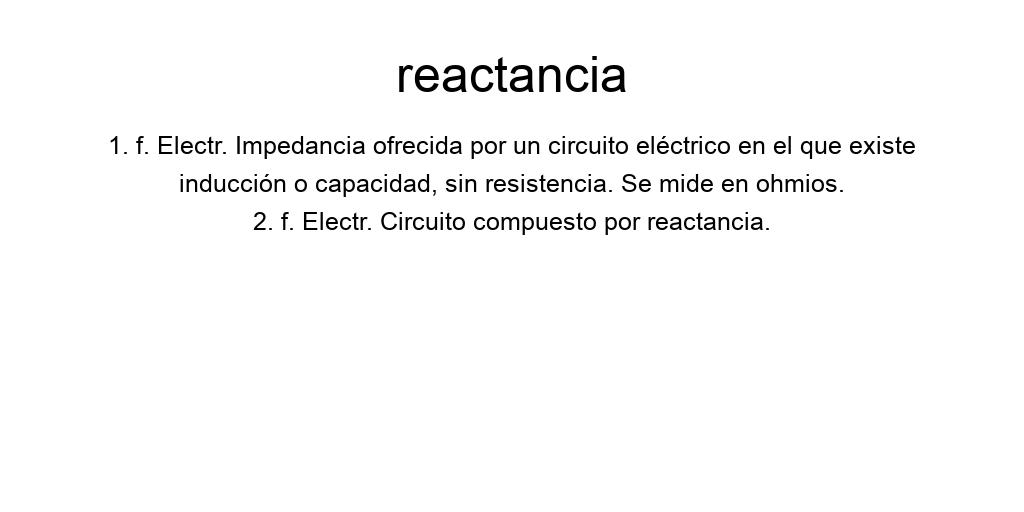 reactancia
1. f. Electr. Impedancia ofrecida por un circuito eléctrico en el que existe
inducción o capacidad, sin resistencia. Se mide en ohmios.
2. f. Electr. Circuito compuesto por reactancia.